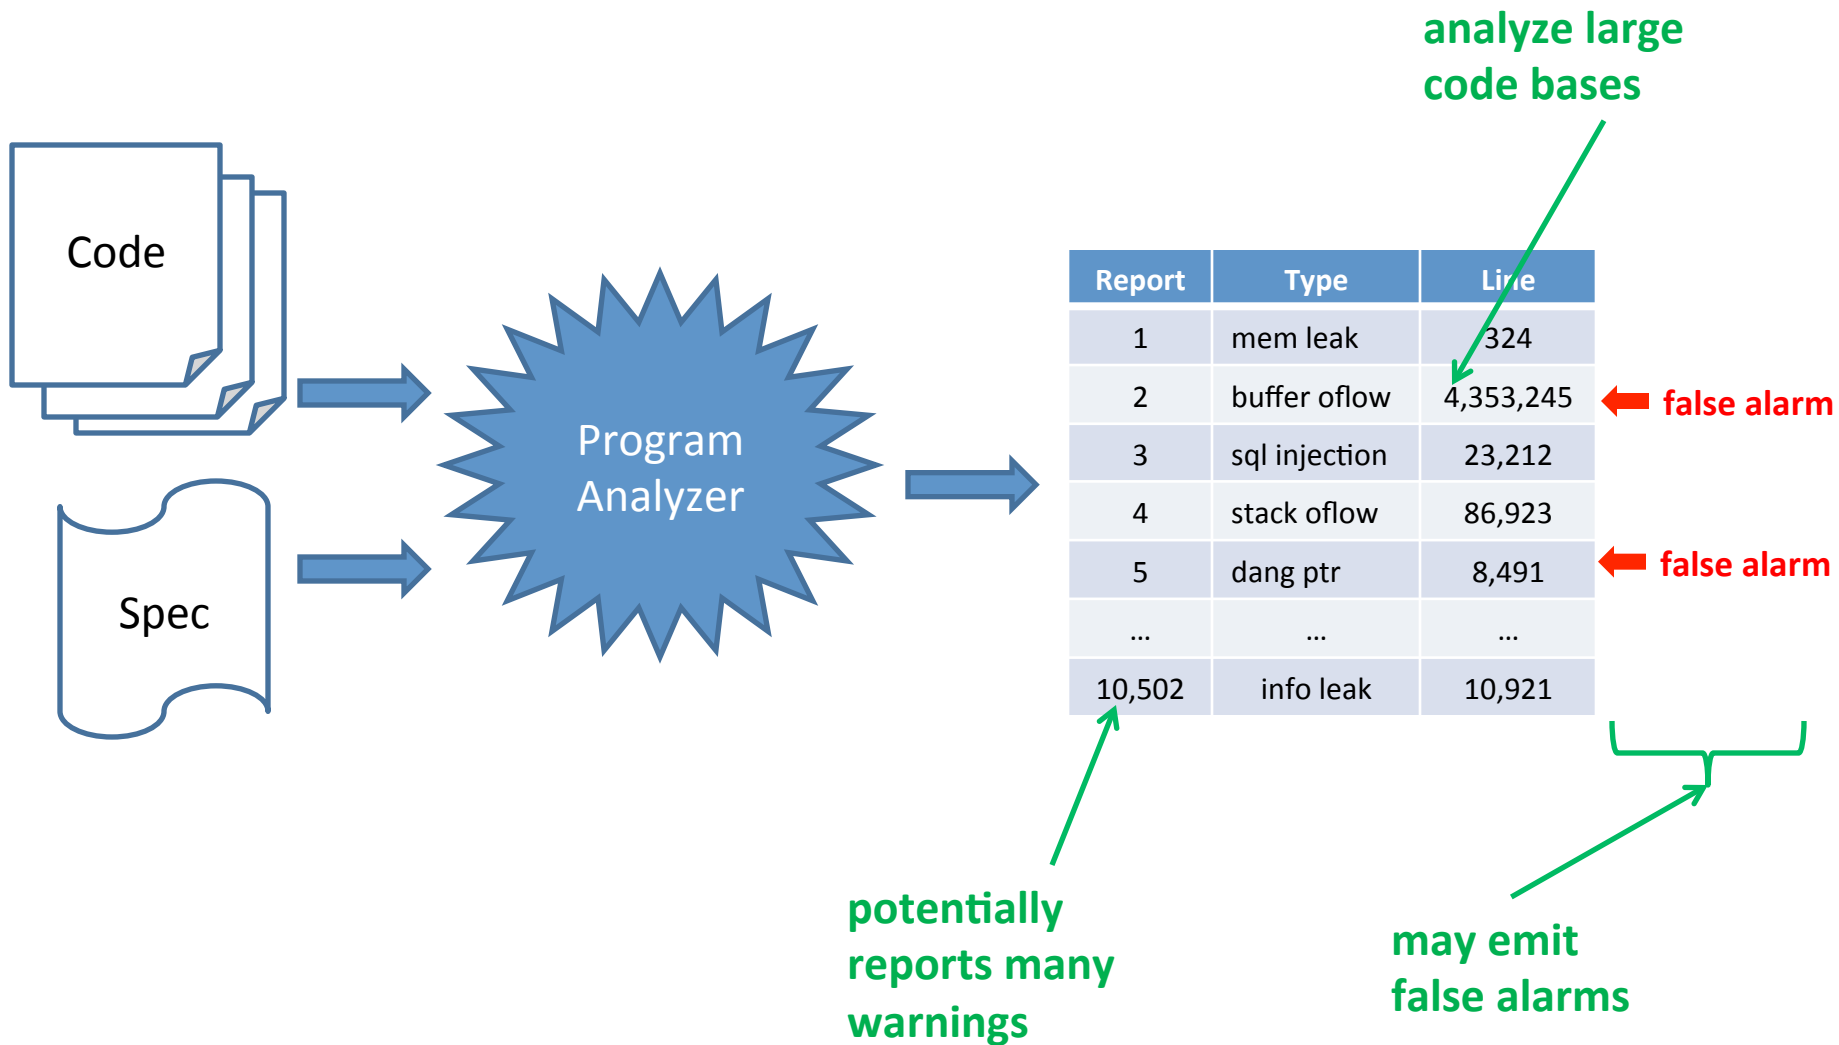 analyze large
code bases
Code
Spec
Program
Analyzer
Report Type Line
1 mem leak 324
2 buffer oflow 4,353,245 false alarm
3 sql injection 23,212
4 stack oflow 86,923
5 dang ptr 8,491 false alarm
... ... ...
10,502 info leak 10,921
potentially
reports many
warnings
may emit
false alarms